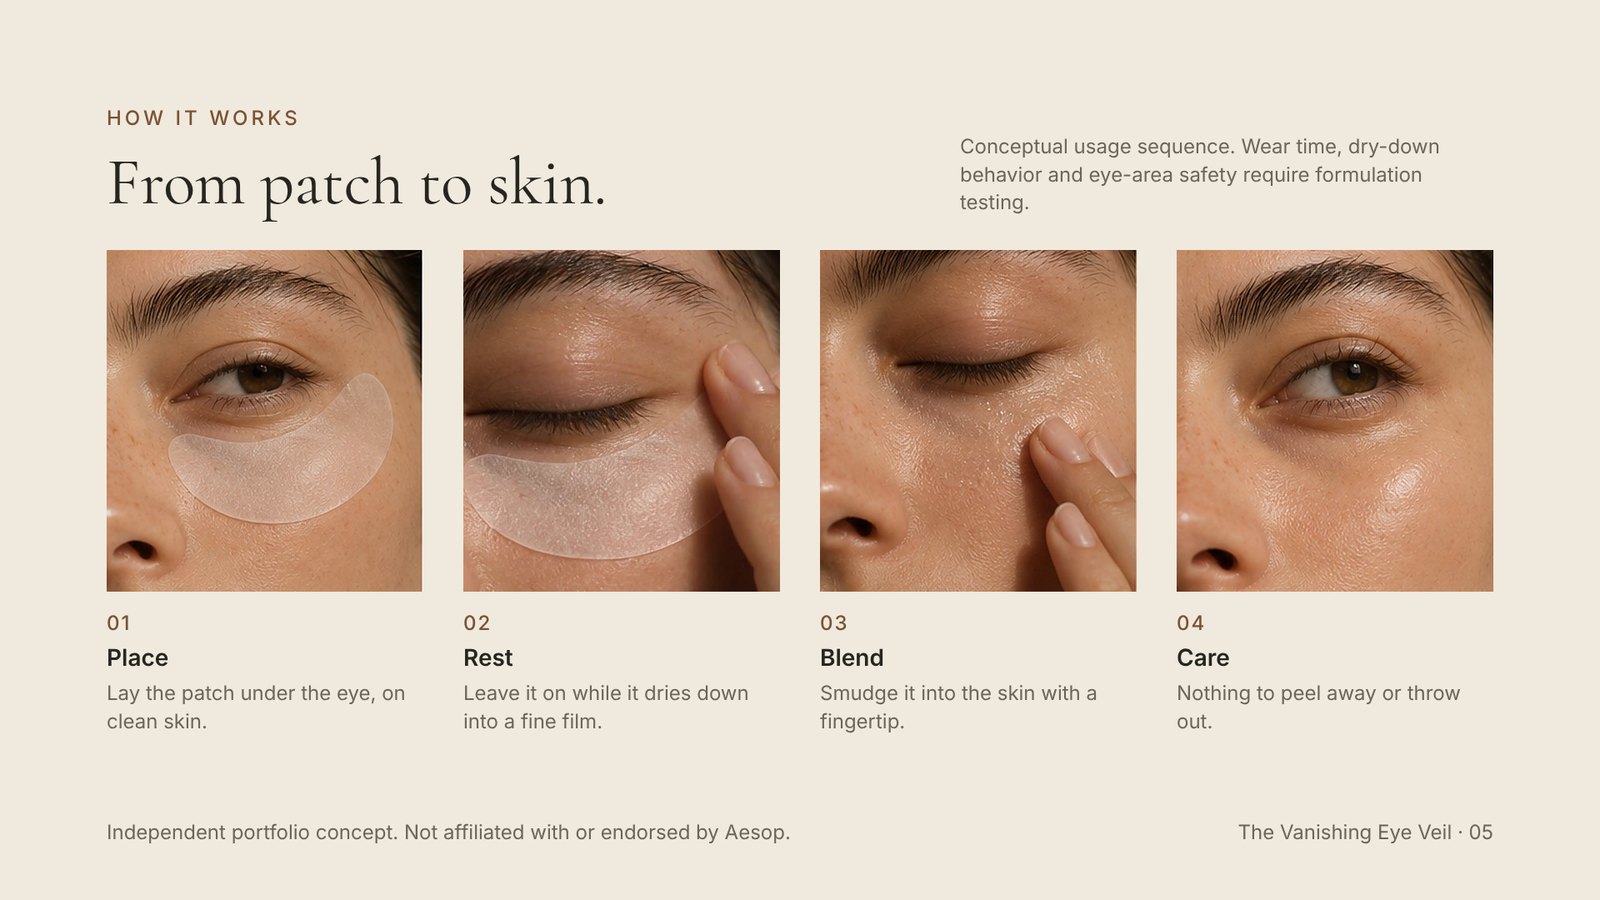 HOW IT WORKS
From patch to skin.
Conceptual usage sequence. Wear time, dry-down
behavior and eye-area safety require formulation
testing.
01
Place
Lay the patch under the eye, on
clean skin.
02
Rest
Leave it on while it dries down
into a fine film.
03
Blend
Smudge it into the skin with a
fingertip.
04
Care
Nothing to peel away or throw
out.
Independent portfolio concept. Not affiliated with or endorsed by Aesop.
The Vanishing Eye Veil · 05